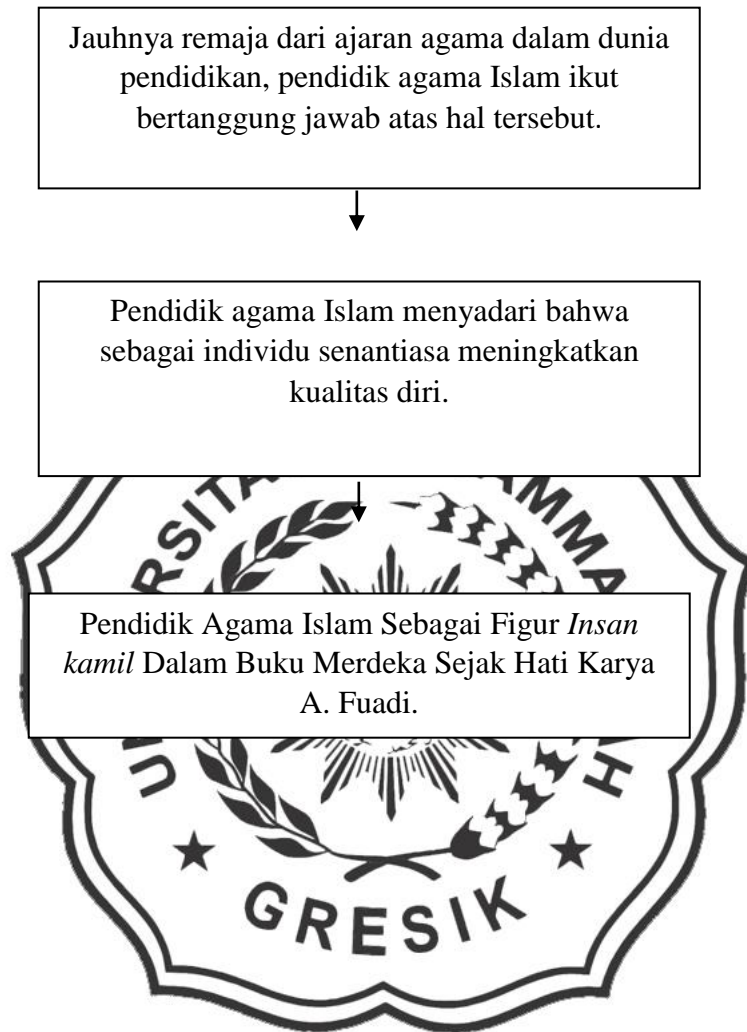 Jauhnya remaja dari ajaran agama dalam dunia
pendidikan, pendidik agama Islam ikut
bertanggung jawab atas hal tersebut.
Pendidik agama Islam menyadari bahwa
sebagai individu senantiasa meningkatkan
kualitas diri.
Pendidik Agama Islam Sebagai Figur Insan
kamil Dalam Buku Merdeka Sejak Hati Karya
A. Fuadi.
GRESIK